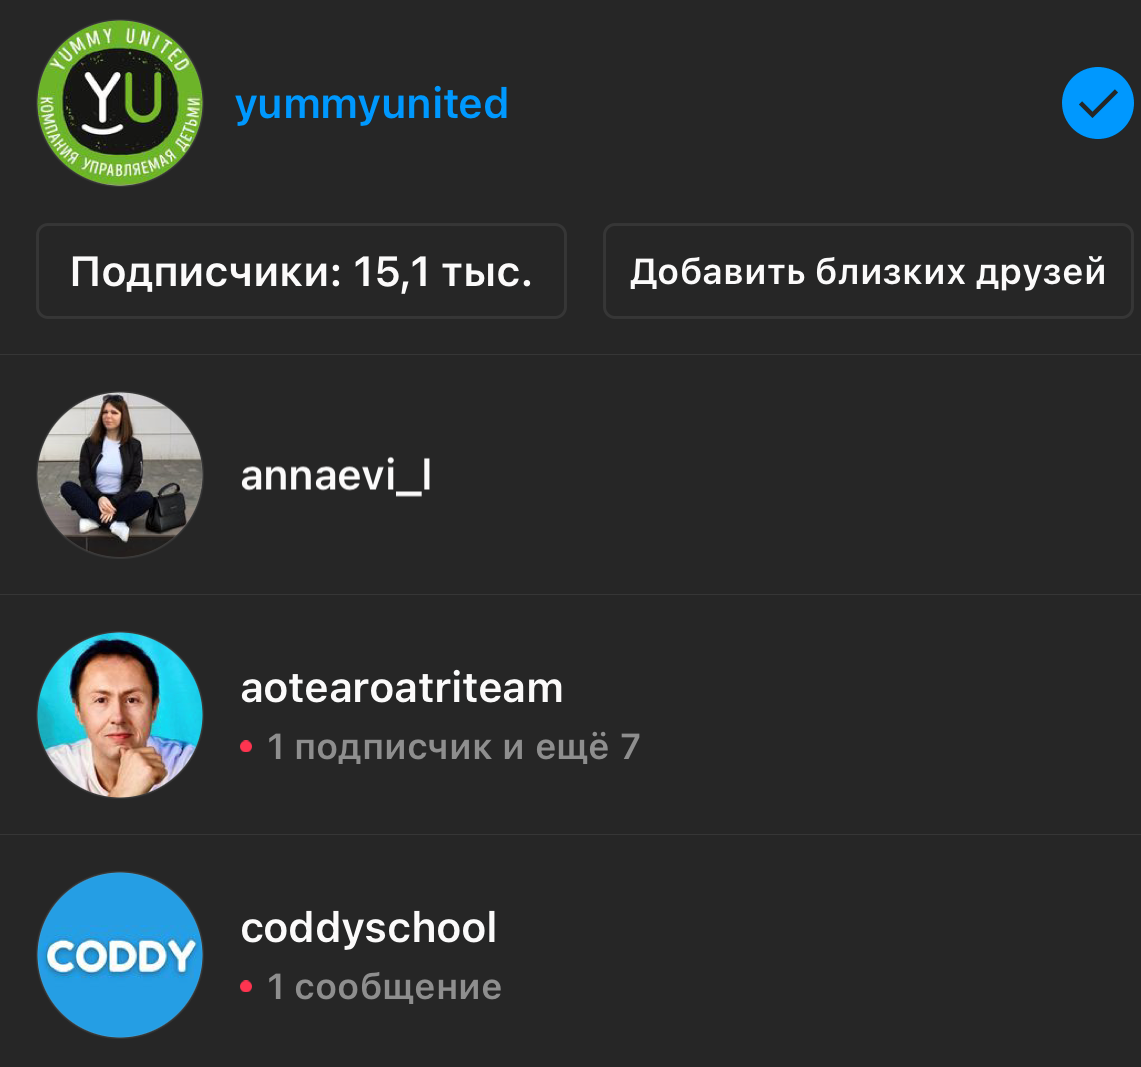 YUMMY UNITED
YU
КОМПАНИЯ УПРАВЛЯЕМАЯ ДЕТЬМИ
yummyunited
Подписчики: 15,1 тыс.
Добавить близких друзей
annaevi_l
aotearoatriteam
1 подписчик и ещё 7
CODDY
coddyschool
1 сообщение